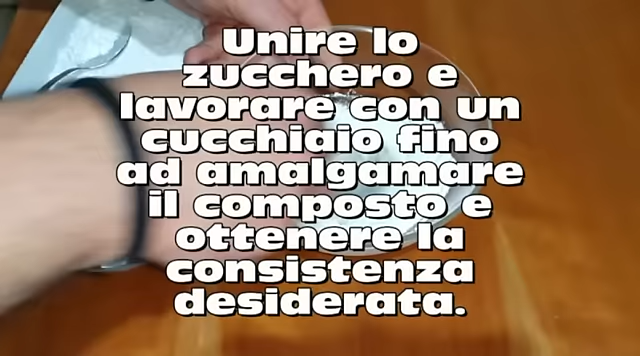 Unire lo
zucchero e
lavorare con un
cucchiaio fino
ad amalgamare
il composto e
ottenere la
consistenza
desiderata.